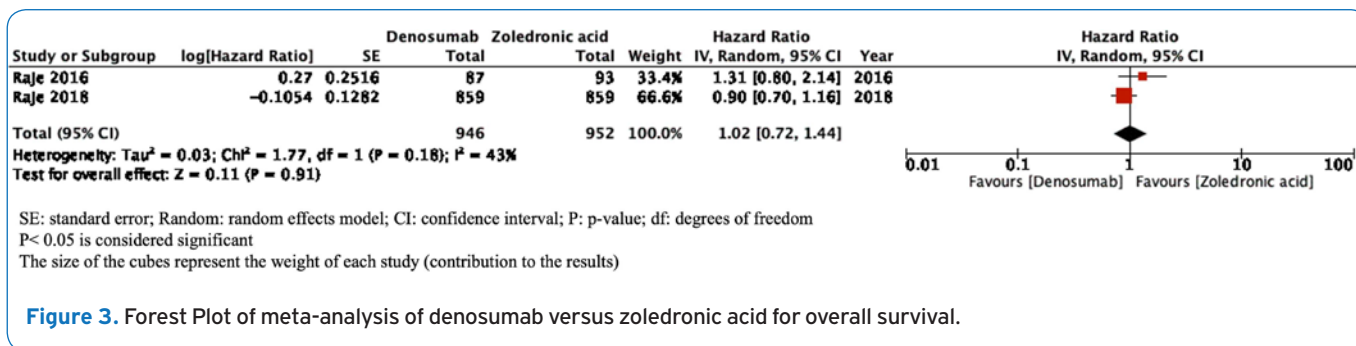 Denosumab Zoledronic acid Hazard Ratio Hazard Ratio
Study or Subgroup log[Hazard Ratio] SE Total Total Weight IV, Random, 95% CI Year IV, Random, 95% CI
Raje 2016 0.27 0.2516 87 93 33.4% 1.31 [0.80, 2.14] 2016
Raje 2018 -0.1054 0.1282 859 859 66.6% 0.90 [0.70, 1.16] 2018
Total (95% CI) 946 952 100.0% 1.02 [0.72, 1.44]
Heterogeneity: Tau² = 0.03; Chi² = 1.77, df = 1 (P = 0.18); I² = 43%
Test for overall effect: Z = 0.11 (P = 0.91)
0.01 0.1 1 10 100
Favours [Denosumab] Favours [Zoledronic acid]
SE: standard error; Random: random effects model; CI: confidence interval; P: p-value; df: degrees of freedom
P< 0.05 is considered significant
The size of the cubes represent the weight of each study (contribution to the results)
Figure 3. Forest Plot of meta-analysis of denosumab versus zoledronic acid for overall survival.